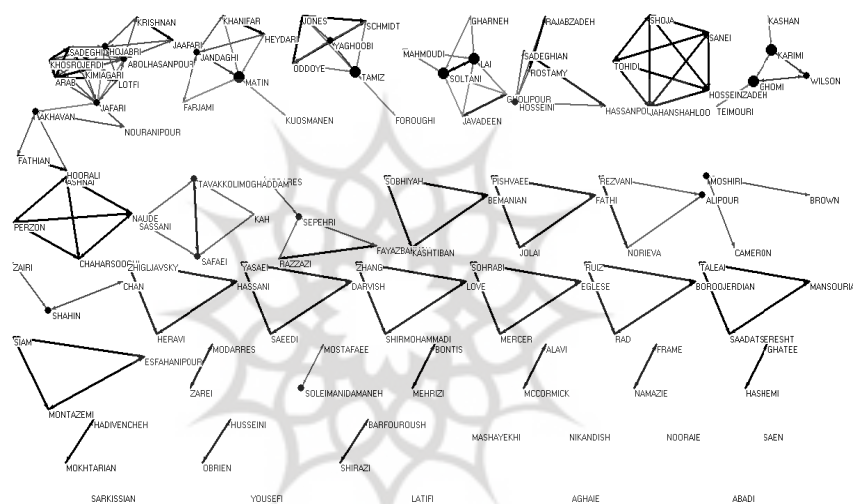 KRISHNAN
KHANIFAR
JONES
SCHMIDT
GHARNEH
RAJABZADEH
SHOJA
KASHAN
JAAFARI
HEYDARI
YAGHOOBI
SANEI
SADEGHI
SHOJABRI
JANDAGHI
MAHMOUDI
SADEGHIAN
KARIMI
KHOSROJERDI
ABOLHASANPOUR
ODDOYE
TAMIZ
ALAI
TOHIDI
ARAB
KIMIAGARI
MATIN
SOLTANI
ROSTAMY
GHOMI
WILSON
LOTFI
HOSSEINZADEH
JAFARI
FARJAMI
GHOLIPOUR
HOSSEINI
HASSANPOU
JAHANSHAHLOO
TEIMOURI
AKHAVAN
KUOSMANEN
FOROUGHI
JAVADEEN
NOURANIPOUR
FATHIAN
HOORALI
ASHNAI
TAVAKKOLIMOGHADDAM
SOBHIYAH
PISHVAEE
REZVANI
MOSHIRI
BEMANIAN
FATHI
ALIPOUR
BROWN
PERZON
NAUDE
SASSANI
KAH
SEPEHRI
CHAHARSOOGHI
SAFAEI
RAZZAZI
KASHTIBAN
JOLAI
NORIEVA
CAMERON
ZAIRI
ZHIGLJAVSKY
YASAEI
ZHANG
SOHRABI
RUIZ
TALEAI
CHAN
HASSANI
DARVISH
LOVE
EGLESE
BOROOJERDIAN
MANSOURIA
SHAHIN
HERAVI
SAEEDI
SHIRMOHAMMADI
MERCER
RAD
SAADATSERESHT
SIAM
MODARRES
MOSTAFAEE
BONTIS
ALAVI
FRAME
GHATEE
ESFAHANIPOUR
ZAREI
SOLEIMANIDAMANEH
MEHRIZI
MCCORMICK
NAMAZIE
HASHEMI
MONTAZEMI
HADIVENCHEH
HUSSEINI
BARFOUROUSH
MASHAYEKHI
NIKANDISH
NOORAIE
SAEN
MOKHTARIAN
OBRIEN
SHIRAZI
SARKISSIAN
YOUSEFI
LATIFI
AGHAIE
ABADI